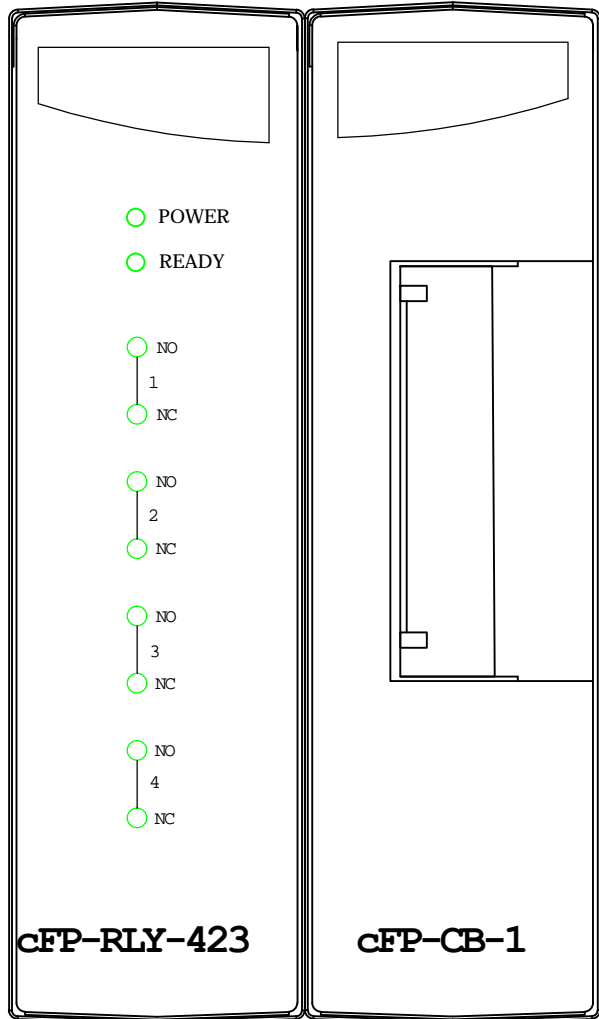 POWER
READY
NO
1
NC
NO
2
NC
NO
3
NC
NO
4
NC
cFP-RLY-423
cFP-CB-1